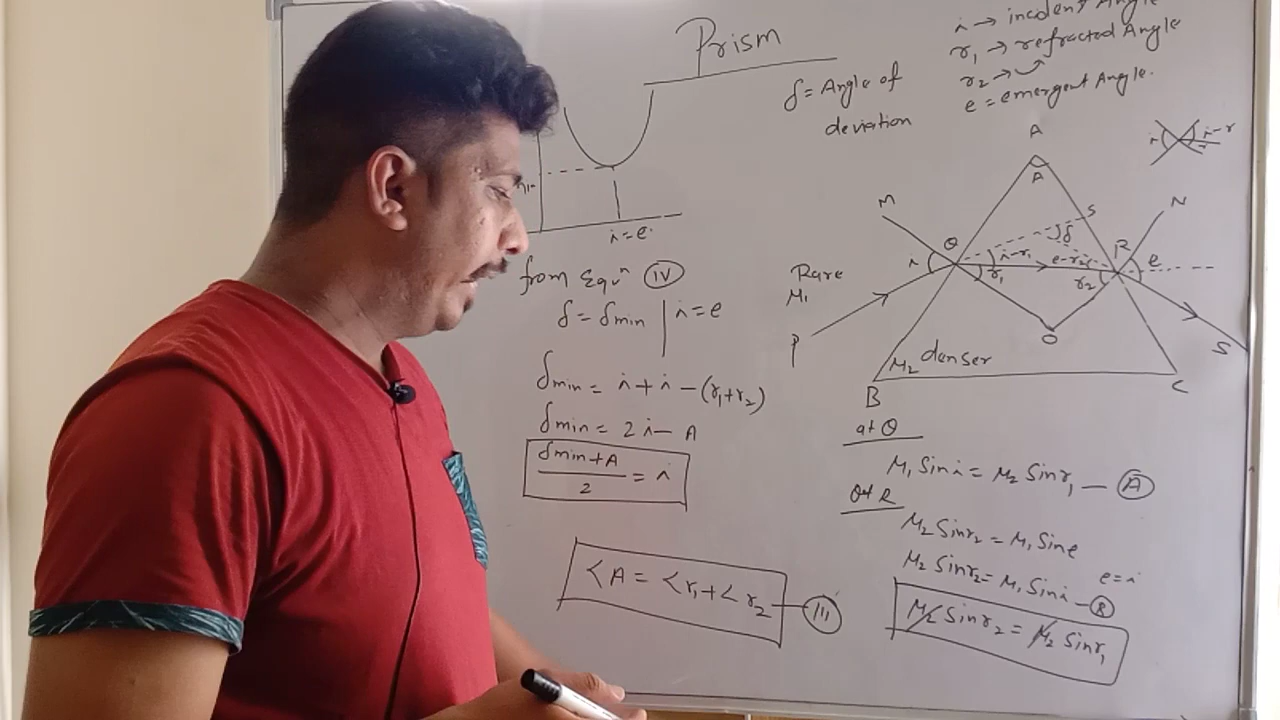 Prism
δ = Angle of
deviation
i → incident Angle
r₁ → refracted Angle
r₂ →
e = emergent Angle.
i = e
from Equⁿ (IV)
δ = δmin | i = e
δmin = i + i - (r₁+r₂)
δmin = 2i - A
δmin + A / 2 = i
<A = <r₁ + < r₂ — (III)
A
A
M
N
S
δ
Q
R
i
i-r₁
e-r₂
e
r₁
r₂
Rare
μ₁
P
O
S
μ₂ denser
B
C
i
i-r
r
at Q
μ₁ Sin i = μ₂ Sin r₁ — (A)
at R
μ₂ Sin r₂ = μ₁ Sin e
μ₂ Sin r₂ = μ₁ Sin i — (B)
e = i
μ₂ Sin r₂ = μ₂ Sin r₁